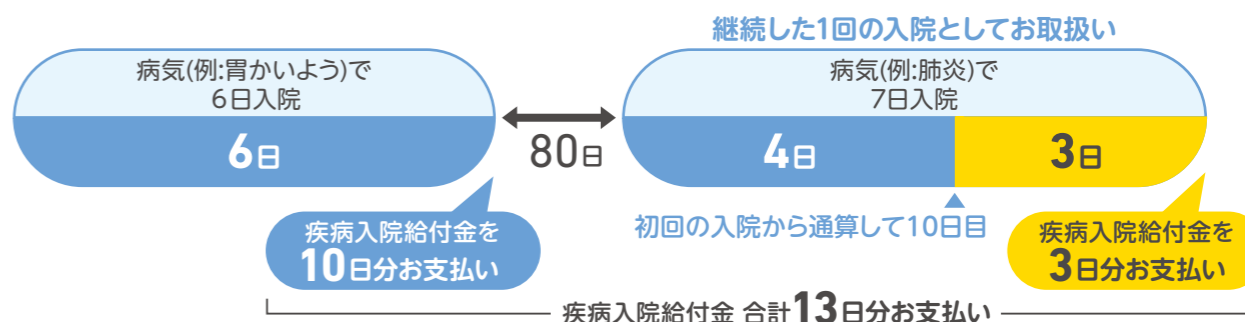 継続した1回の入院としてお取扱い
病気(例:胃かいよう)で
6日入院
病気(例:肺炎)で
7日入院
6日
80日
4日
3日
初回の入院から通算して10日目
疾病入院給付金を
10日分お支払い
疾病入院給付金を
3日分お支払い
疾病入院給付金 合計13日分お支払い